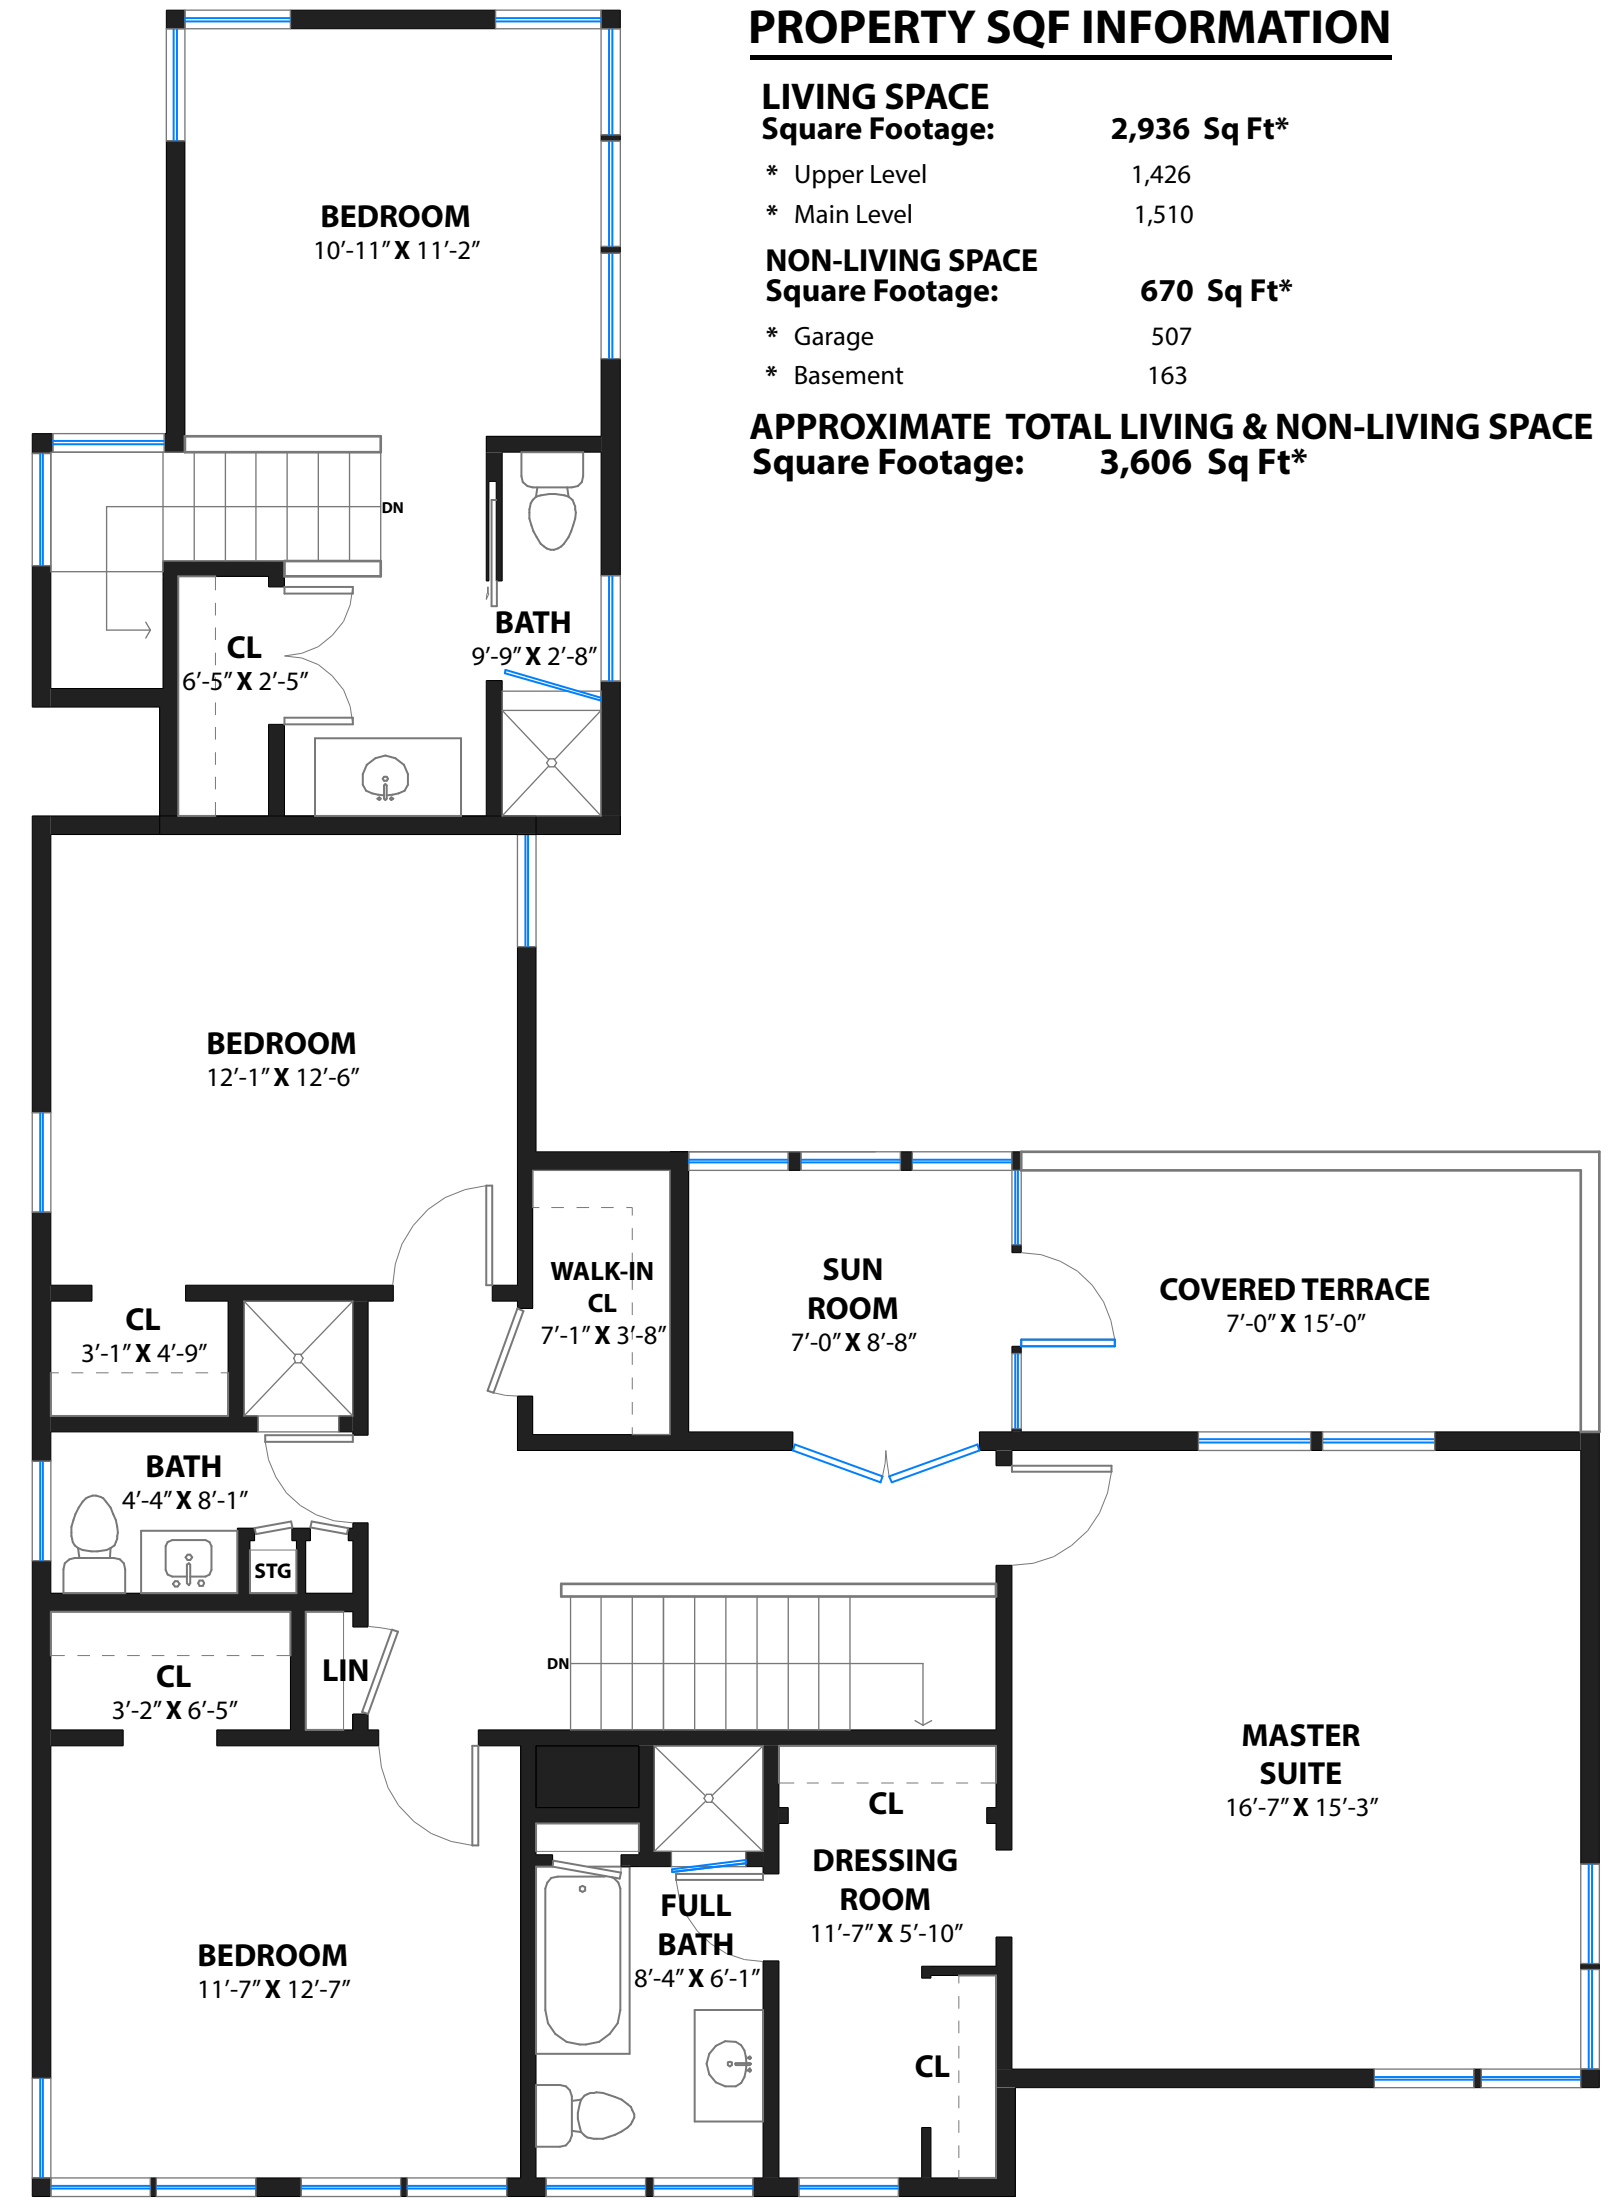 PROPERTY SQF INFORMATION
LIVING SPACE
Square Footage: 2,936 Sq Ft*
* Upper Level 1,426
* Main Level 1,510
NON-LIVING SPACE
Square Footage: 670 Sq Ft*
* Garage 507
* Basement 163
APPROXIMATE TOTAL LIVING & NON-LIVING SPACE
Square Footage: 3,606 Sq Ft*
BEDROOM
10’-11” X 11’-2”
DN
BATH
9’-9” X 2’-8”
CL
6’-5” X 2’-5”
BEDROOM
12’-1” X 12’-6”
WALK-IN
CL
7’-1” X 3’-8”
SUN
ROOM
7’-0” X 8’-8”
COVERED TERRACE
7’-0” X 15’-0”
CL
3’-1” X 4’-9”
BATH
4’-4” X 8’-1”
STG
CL
3’-2” X 6’-5”
LIN
DN
MASTER
SUITE
16’-7” X 15’-3”
CL
DRESSING
ROOM
11’-7” X 5’-10”
FULL
BATH
8’-4” X 6’-1”
BEDROOM
11’-7” X 12’-7”
CL